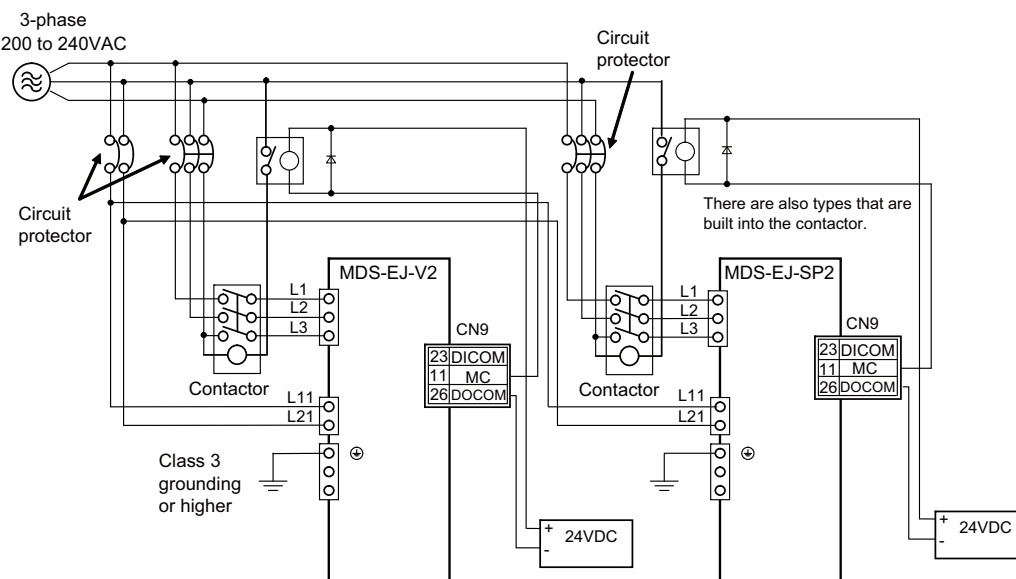 3-phase
200 to 240VAC
Circuit
protector
There are also types that are
built into the contactor.
Circuit
protector
MDS-EJ-V2
MDS-EJ-SP2
L1
L2
L3
CN9
23 DICOM
11 MC
26 DOCOM
Contactor
L11
L21
L1
L2
L3
CN9
23 DICOM
11 MC
26 DOCOM
Contactor
L11
L21
Class 3
grounding
or higher
+
24VDC
-
+
24VDC
-